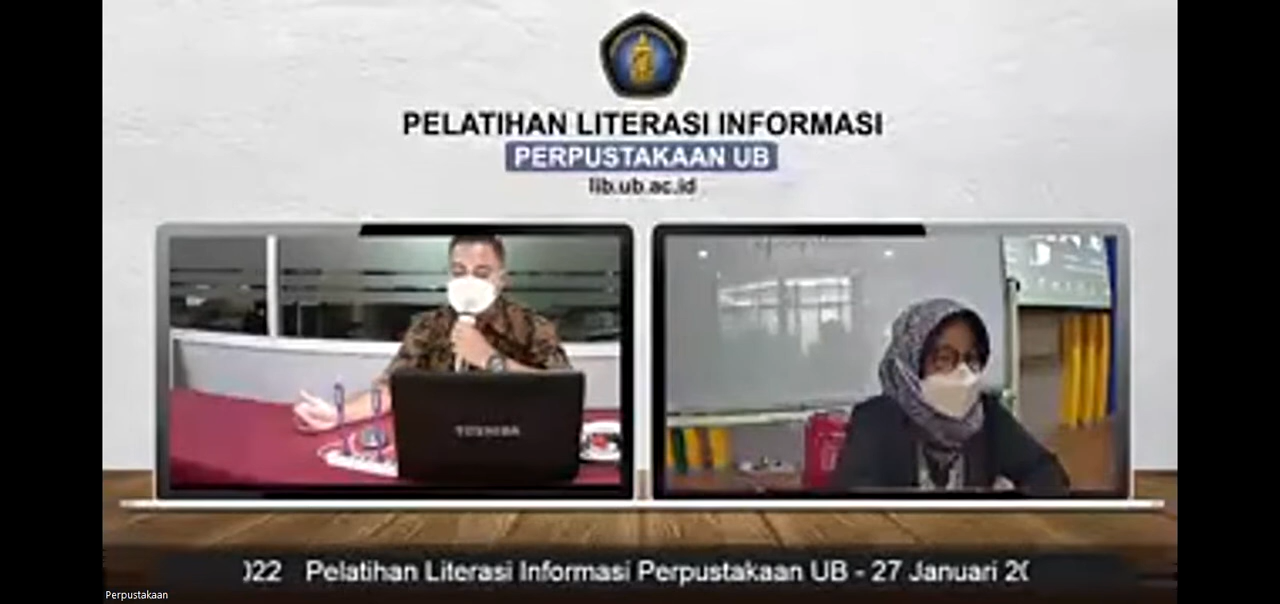 PELATIHAN LITERASI INFORMASI
PERPUSTAKAAN UB
lib.ub.ac.id
TOSHIBA
022 Pelatihan Literasi Informasi Perpustakaan UB - 27 Januari 20
Perpustakaan